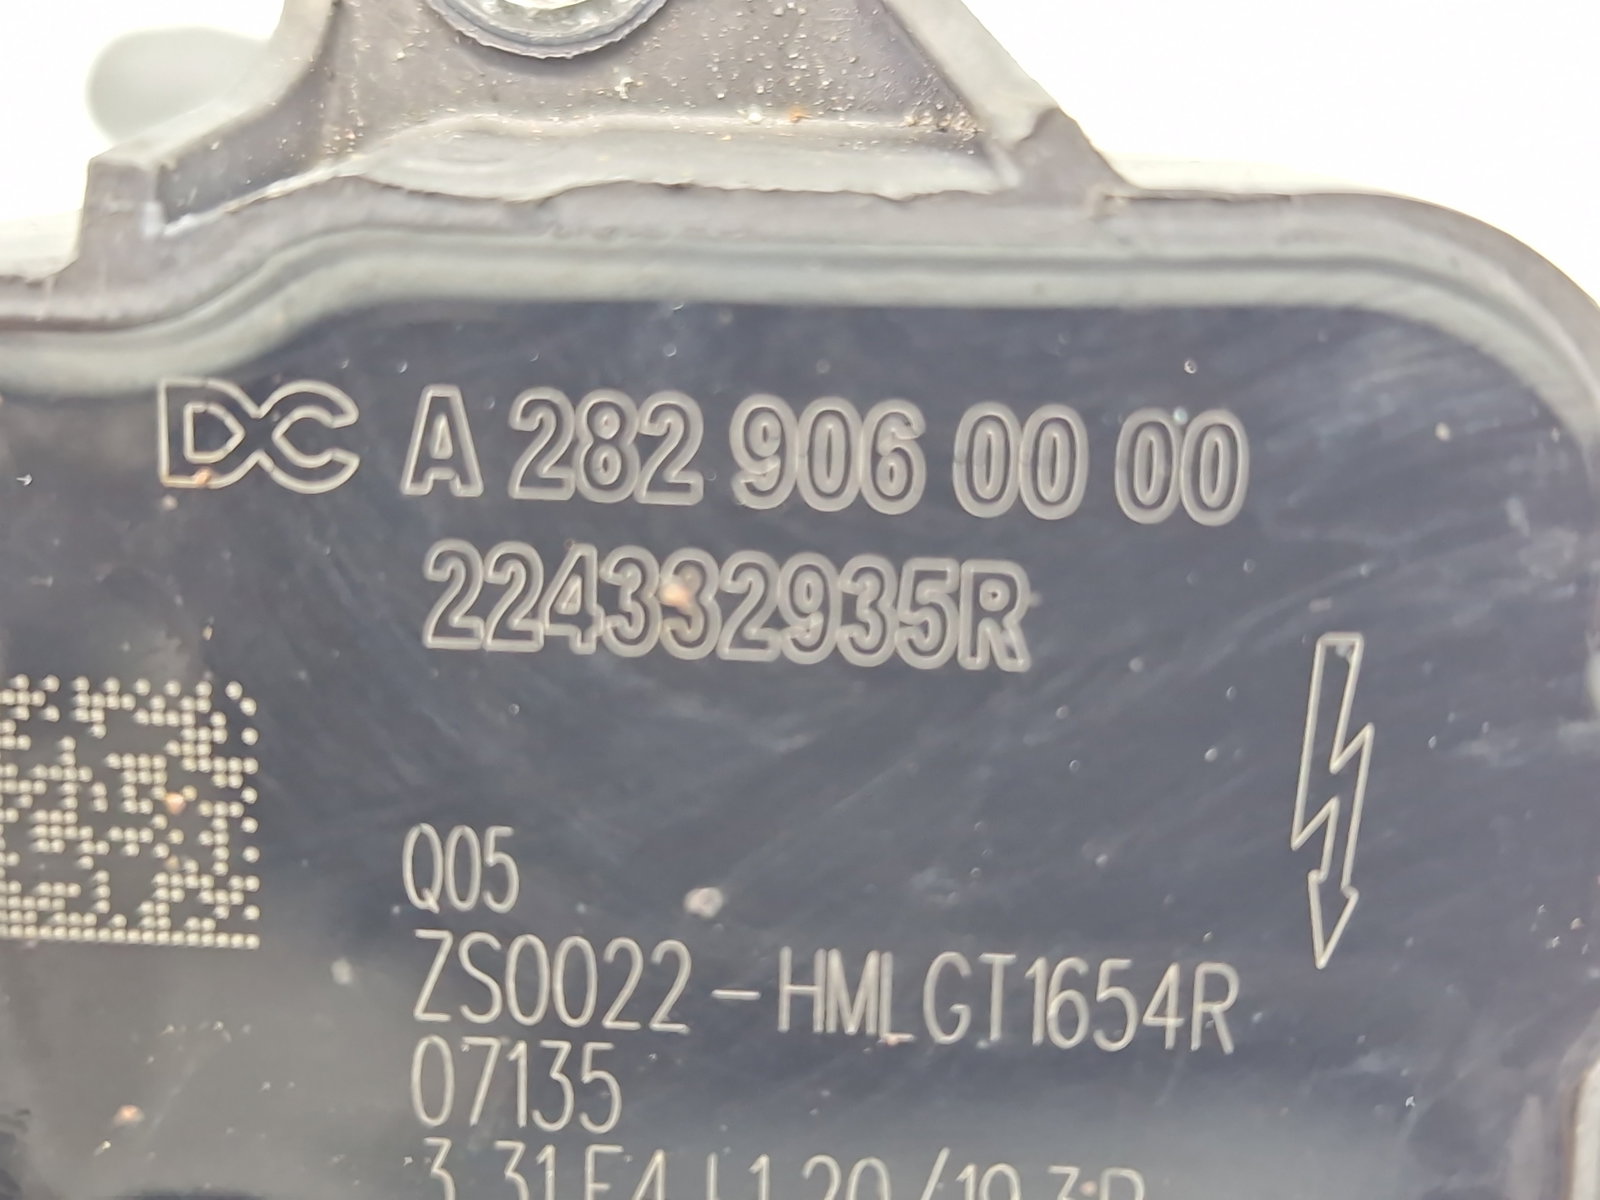 DC A 282 906 00 00
224332935R
Q05
ZS0022-HMLGT1654R
07135